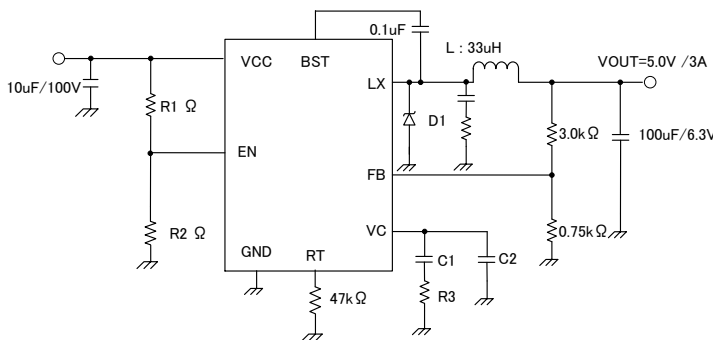 0.1uF
L : 33uH
VOUT=5.0V /3A
VCC
BST
LX
10uF/100V
R1 Ω
D1
3.0kΩ
100uF/6.3V
EN
FB
R2 Ω
VC
0.75kΩ
GND
RT
C1
C2
47kΩ
R3